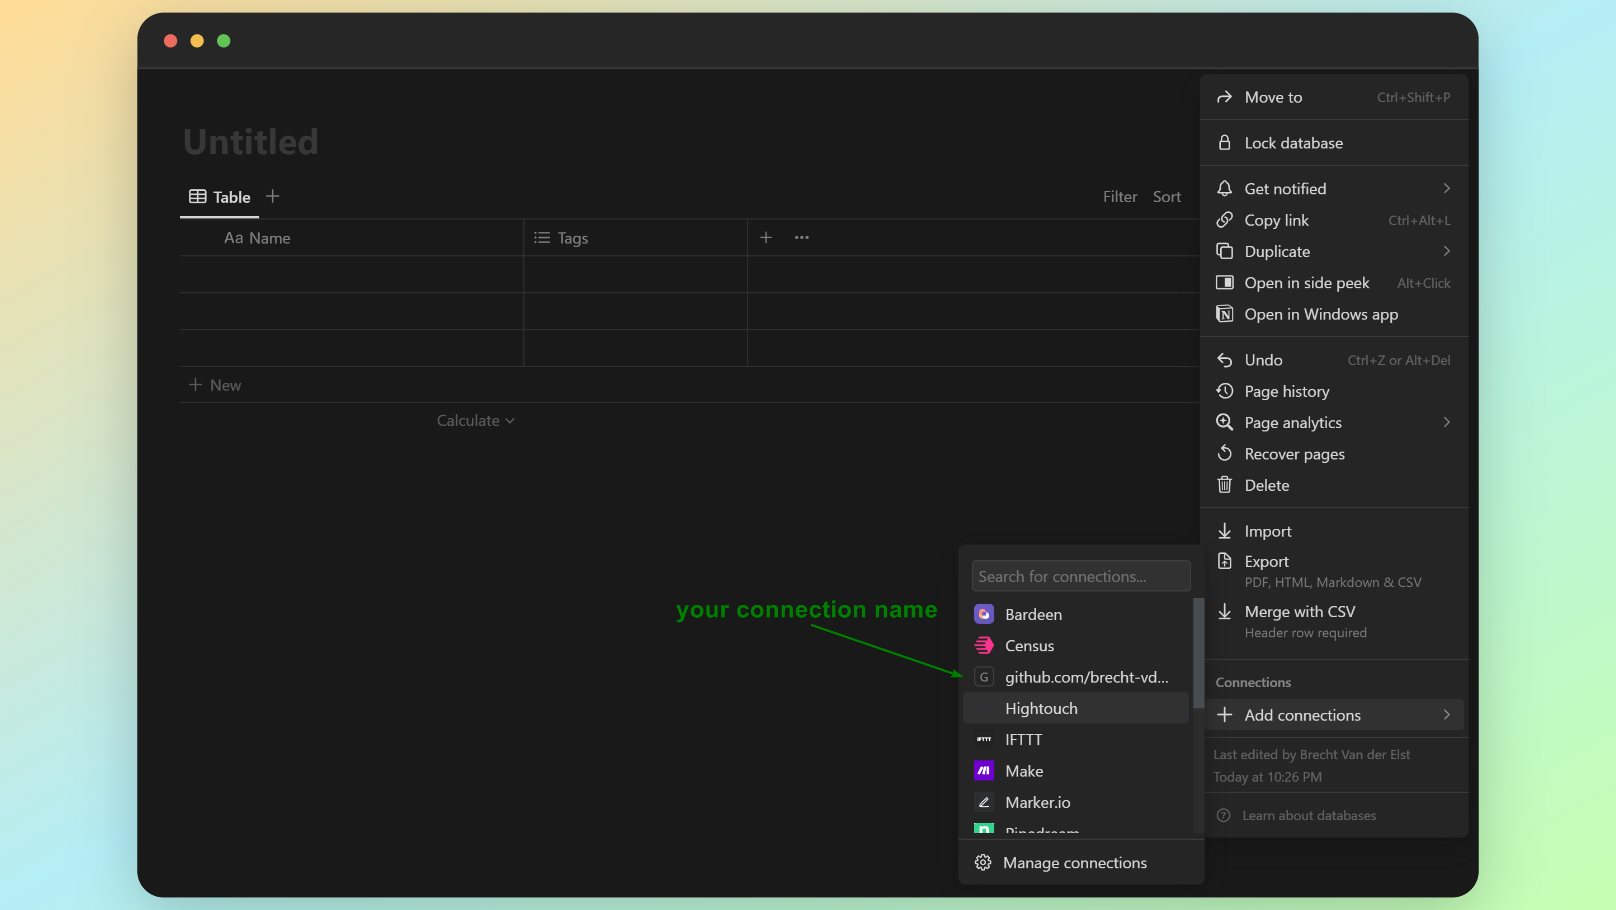 Untitled
Table
Filter Sort
Aa Name Tags
New
Calculate
your connection name
Search for connections...
Bardeen
Census
G github.com/brecht-vd...
Hightouch
IFTTT IFTTT
Make
Marker.io
Pipedream
Manage connections
Move to Ctrl+Shift+P
Lock database
Get notified
Copy link Ctrl+Alt+L
Duplicate
Open in side peek Alt+Click
Open in Windows app
Undo Ctrl+Z or Alt+Del
Page history
Page analytics
Recover pages
Delete
Import
Export
PDF, HTML, Markdown & CSV
Merge with CSV
Header row required
Connections
Add connections
Last edited by Brecht Van der Elst
Today at 10:26 PM
Learn about databases